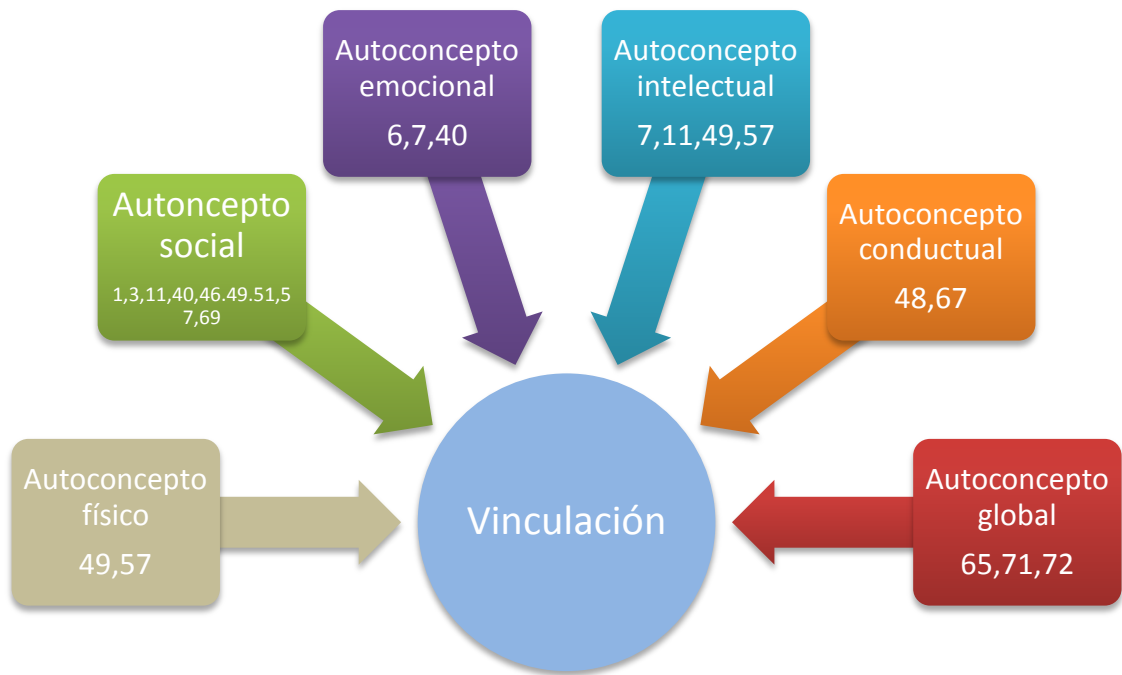 Autoconcepto
físico
49,57
Autoncepto
social
1,3,11,40,46.49.51,5
7,69
Autoconcepto
emocional
6,7,40
Autoconcepto
intelectual
7,11,49,57
Autoconcepto
conductual
48,67
Autoconcepto
global
65,71,72
Vinculación